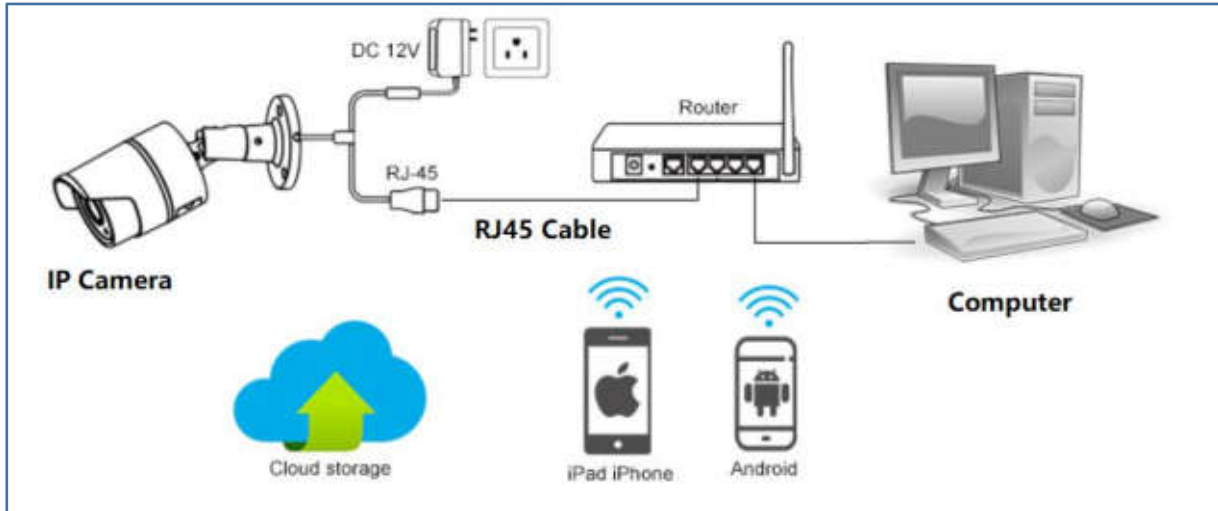 DC 12V
Router
RJ-45
RJ45 Cable
IP Camera
Computer
Cloud storage
iPad iPhone
Android